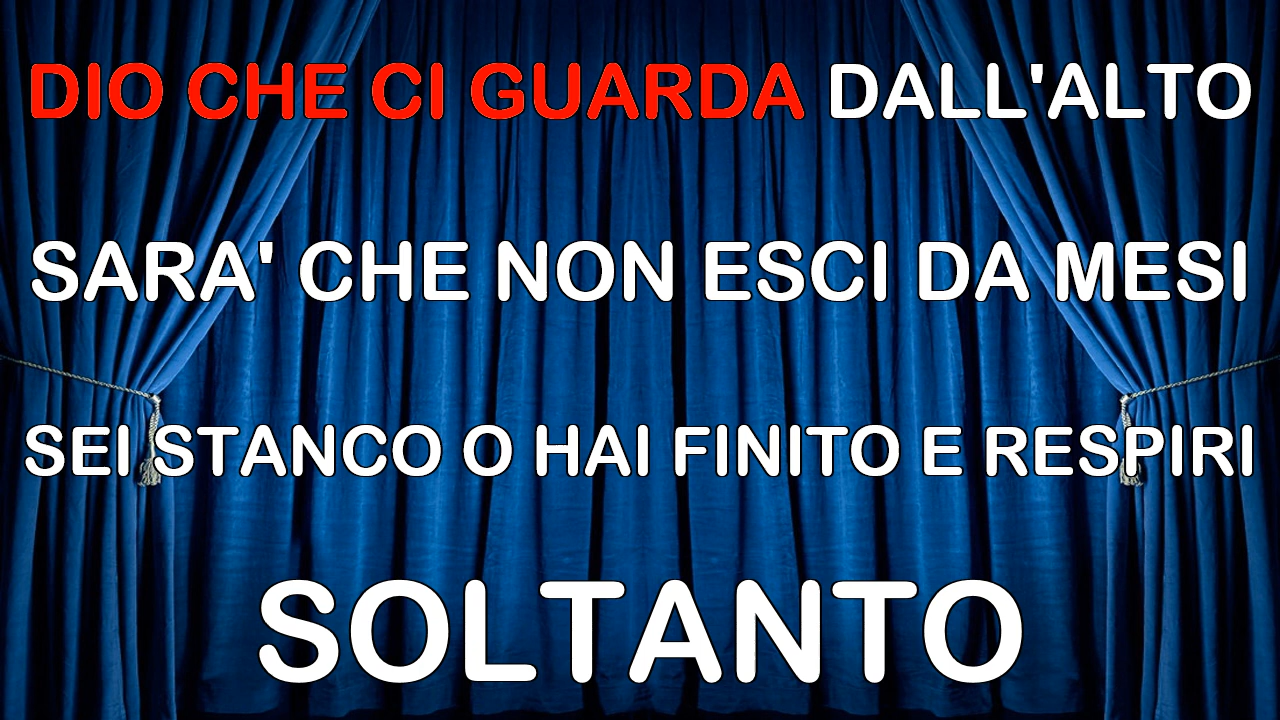 DIO CHE CI GUARDA DALL'ALTO
SARA' CHE NON ESCI DA MESI
SEI STANCO O HAI FINITO E RESPIRI
SOLTANTO